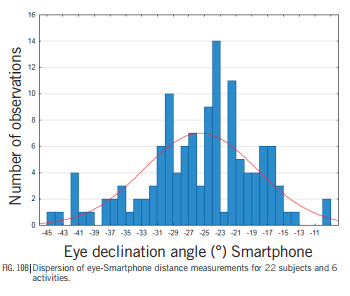 16
14
12
10
8
6
4
2
0
Number of observations
-45 -43 -41 -39 -37 -35 -33 -31 -29 -27 -25 -23 -21 -19 -17 -15 -13 -11
Eye declination angle (°) Smartphone
FIG. 10B| Dispersion of eye-Smartphone distance measurements for 22 subjects and 6
activities.